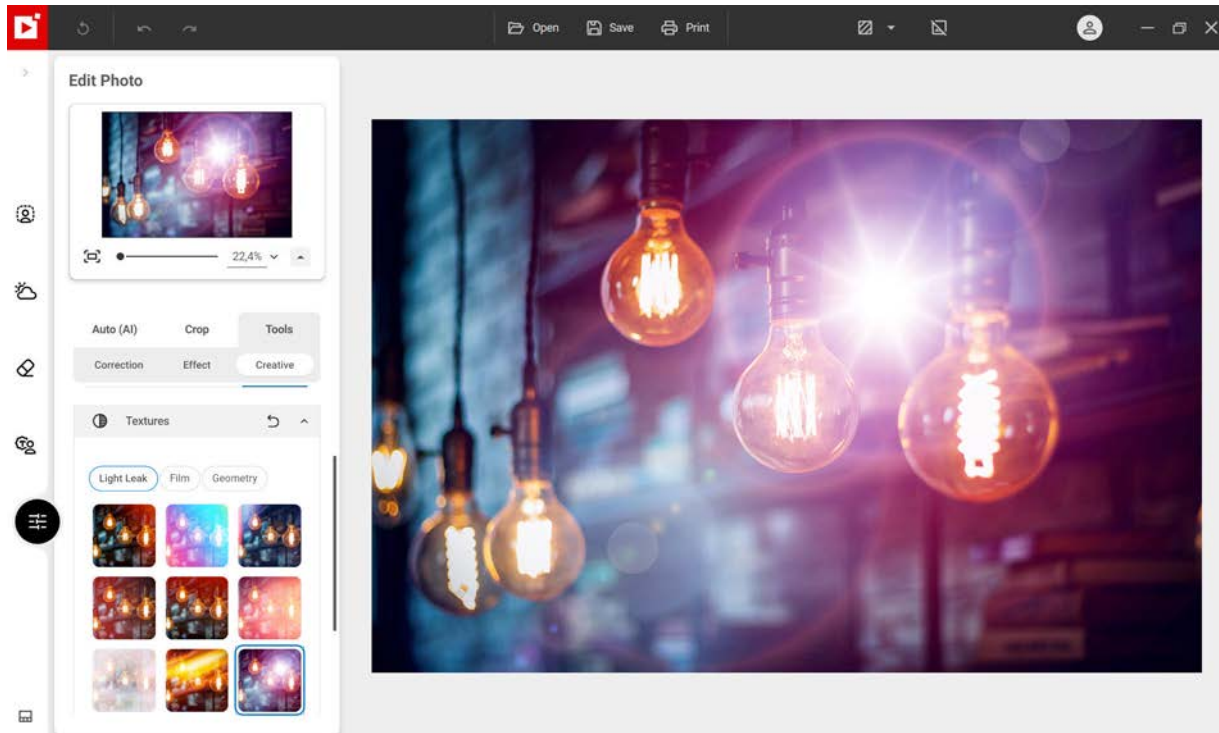 Open Save Print
Edit Photo
22,4%
Auto (AI) Crop Tools
Correction Effect Creative
Textures
Light Leak Film Geometry